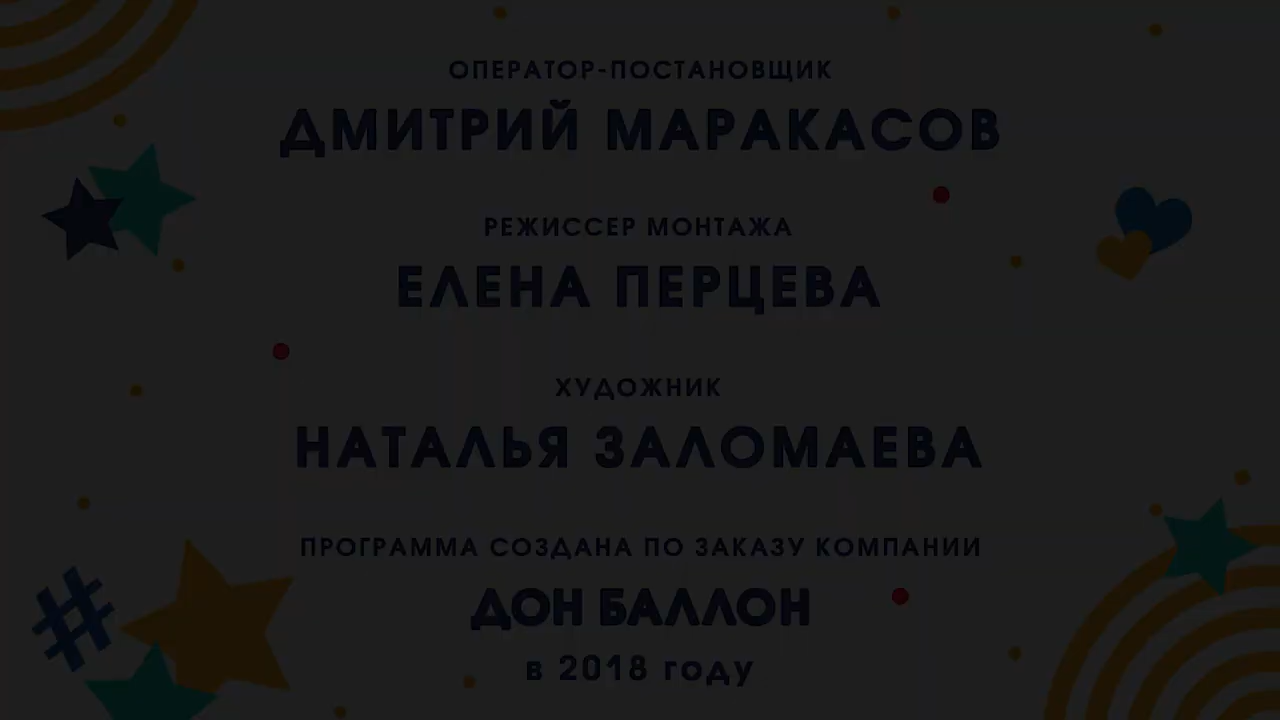 ОПЕРАТОР-ПОСТАНОВЩИК
ДМИТРИЙ МАРАКАСОВ
РЕЖИССЕР МОНТАЖА
ЕЛЕНА ПЕРЦЕВА
ХУДОЖНИК
НАТАЛЬЯ ЗАЛОМАЕВА
ПРОГРАММА СОЗДАНА ПО ЗАКАЗУ КОМПАНИИ
ДОН БАЛЛОН
в 2018 году